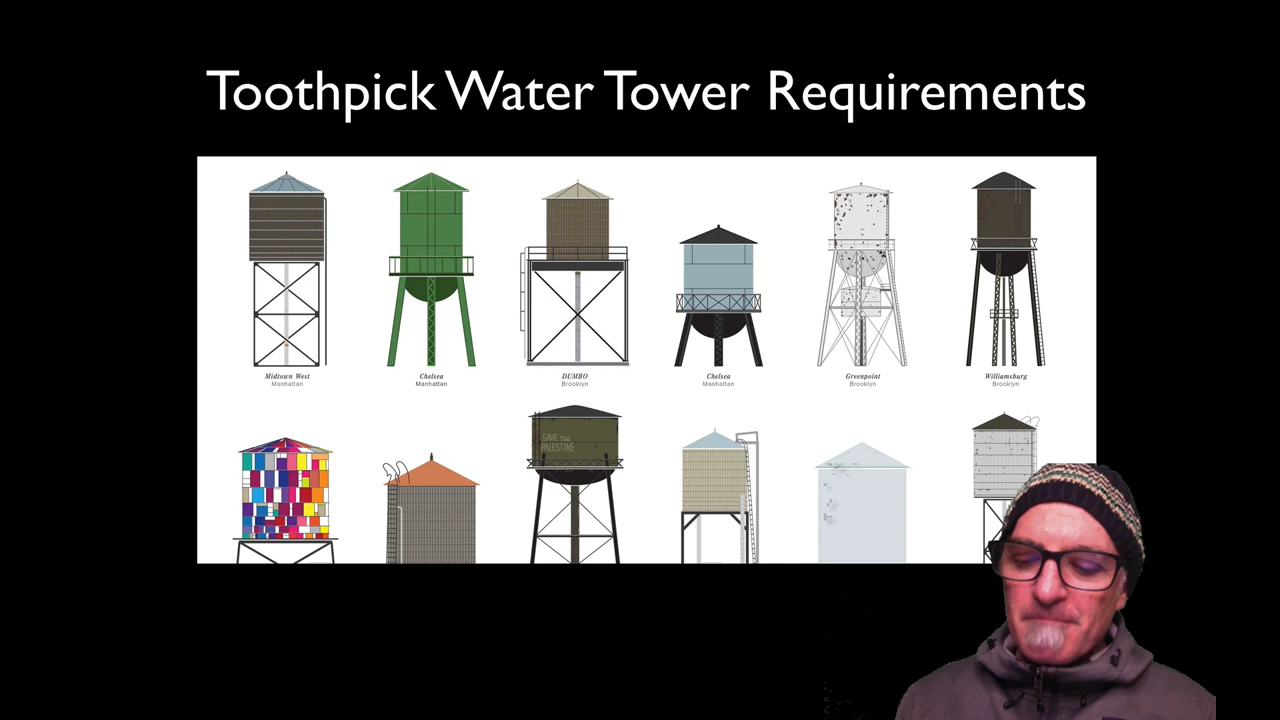 Toothpick Water Tower Requirements
Midtown West
Manhattan
Chelsea
Manhattan
DUMBO
Brooklyn
Chelsea
Manhattan
Greenpoint
Brooklyn
Williamsburg
Brooklyn
SAVE THE
PALESTINE